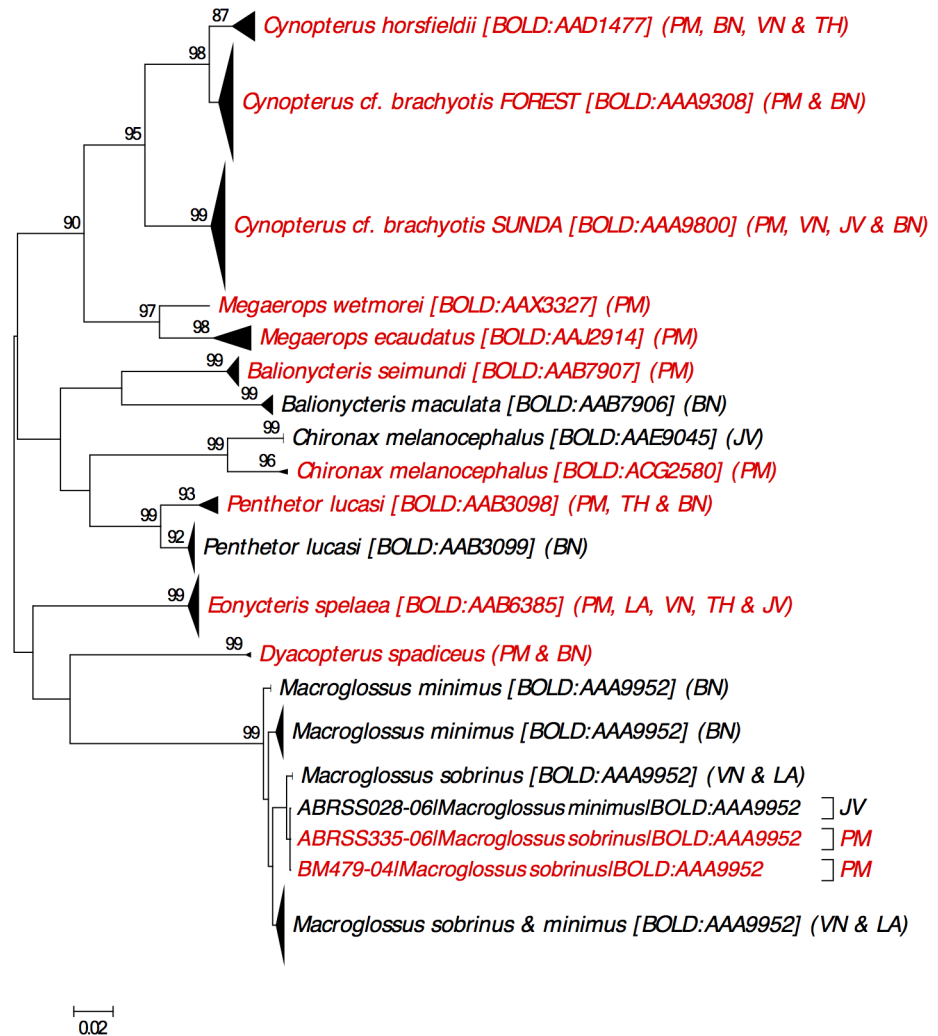 87
Cynopterus horsfieldii [BOLD:AAD1477] (PM, BN, VN & TH)
98
Cynopterus cf. brachyotis FOREST [BOLD:AAA9308] (PM & BN)
95
99
Cynopterus cf. brachyotis SUNDA [BOLD:AAA9800] (PM, VN, JV & BN)
90
97
Megaerops wetmorei [BOLD:AAX3327] (PM)
98
Megaerops ecaudatus [BOLD:AAJ2914] (PM)
99
Balionycteris seimundi [BOLD:AAB7907] (PM)
99
Balionycteris maculata [BOLD:AAB7906] (BN)
99
99
Chironax melanocephalus [BOLD:AAE9045] (JV)
96
Chironax melanocephalus [BOLD:ACG2580] (PM)
93
Penthetor lucasi [BOLD:AAB3098] (PM, TH & BN)
99
92
Penthetor lucasi [BOLD:AAB3099] (BN)
99
Eonycteris spelaea [BOLD:AAB6385] (PM, LA, VN, TH & JV)
99
Dyacopterus spadiceus (PM & BN)
Macroglossus minimus [BOLD:AAA9952] (BN)
99
Macroglossus minimus [BOLD:AAA9952] (BN)
Macroglossus sobrinus [BOLD:AAA9952] (VN & LA)
ABRSS028-06|Macroglossus minimus|BOLD:AAA9952 JV
ABRSS335-06|Macroglossus sobrinus|BOLD:AAA9952 PM
BM479-04|Macroglossus sobrinus|BOLD:AAA9952 PM
Macroglossus sobrinus & minimus [BOLD:AAA9952] (VN & LA)
0.02